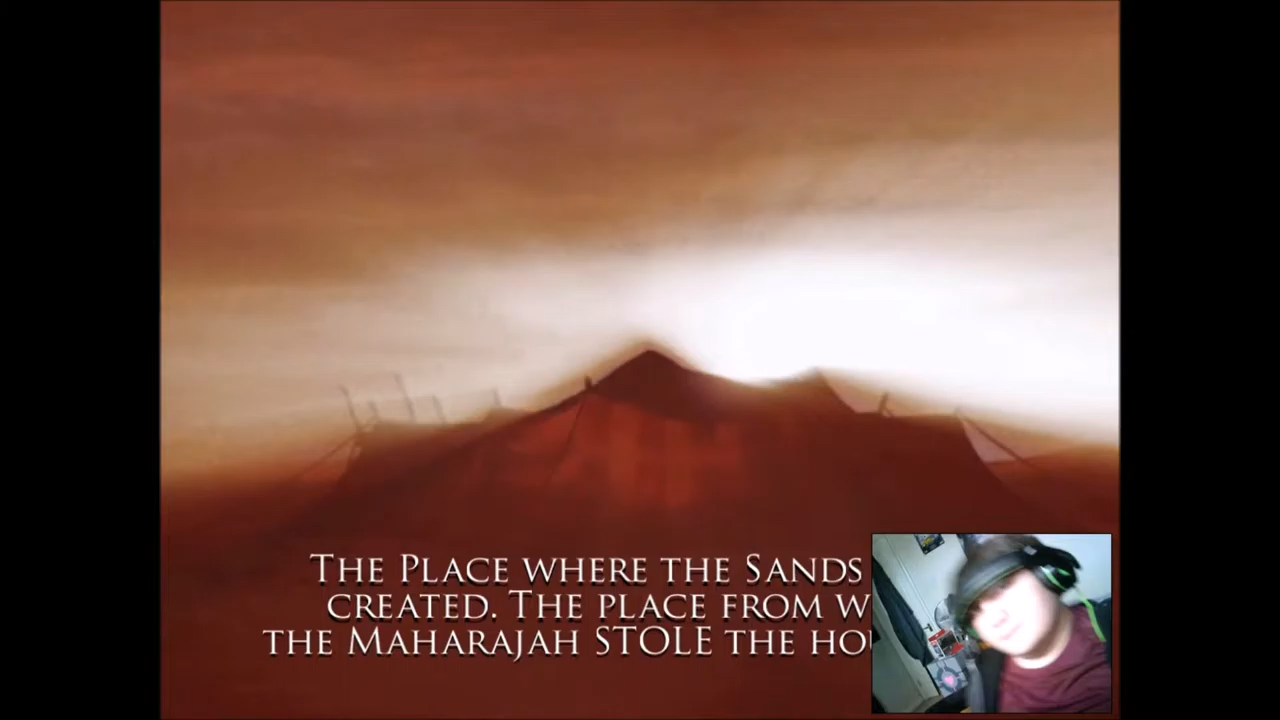 The Place where the Sands
created. The place from w
the Maharajah STOLE the ho